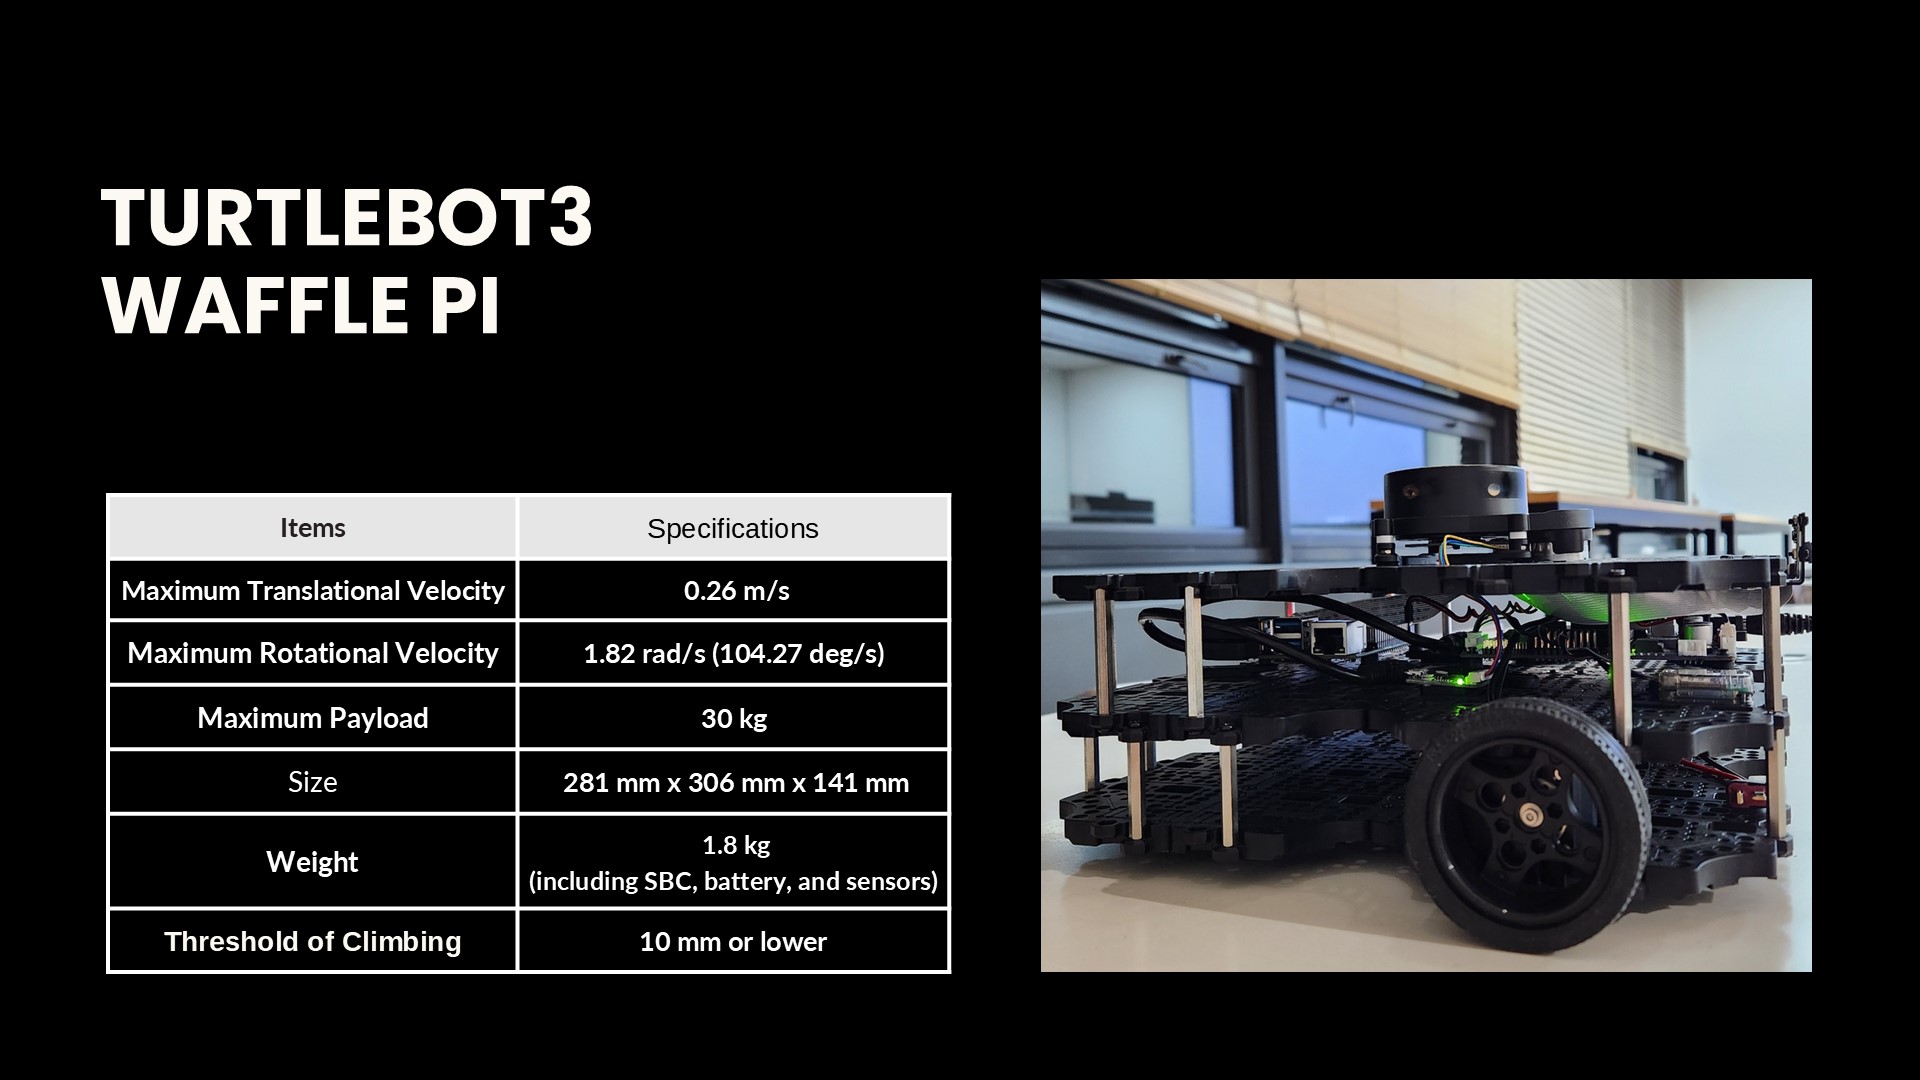 TURTLEBOT3
WAFFLE PI
Items
Specifications
Maximum Translational Velocity
0.26 m/s
Maximum Rotational Velocity
1.82 rad/s (104.27 deg/s)
Maximum Payload
30 kg
Size
281 mm x 306 mm x 141 mm
Weight
1.8 kg
(including SBC, battery, and sensors)
Threshold of Climbing
10 mm or lower